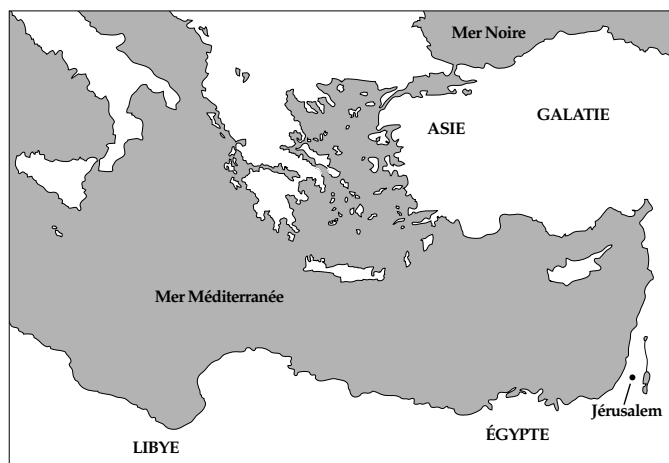 Mer Noire
GALATIE
ASIE
Mer Méditerranée
Jérusalem
ÉGYPTE
LIBYE